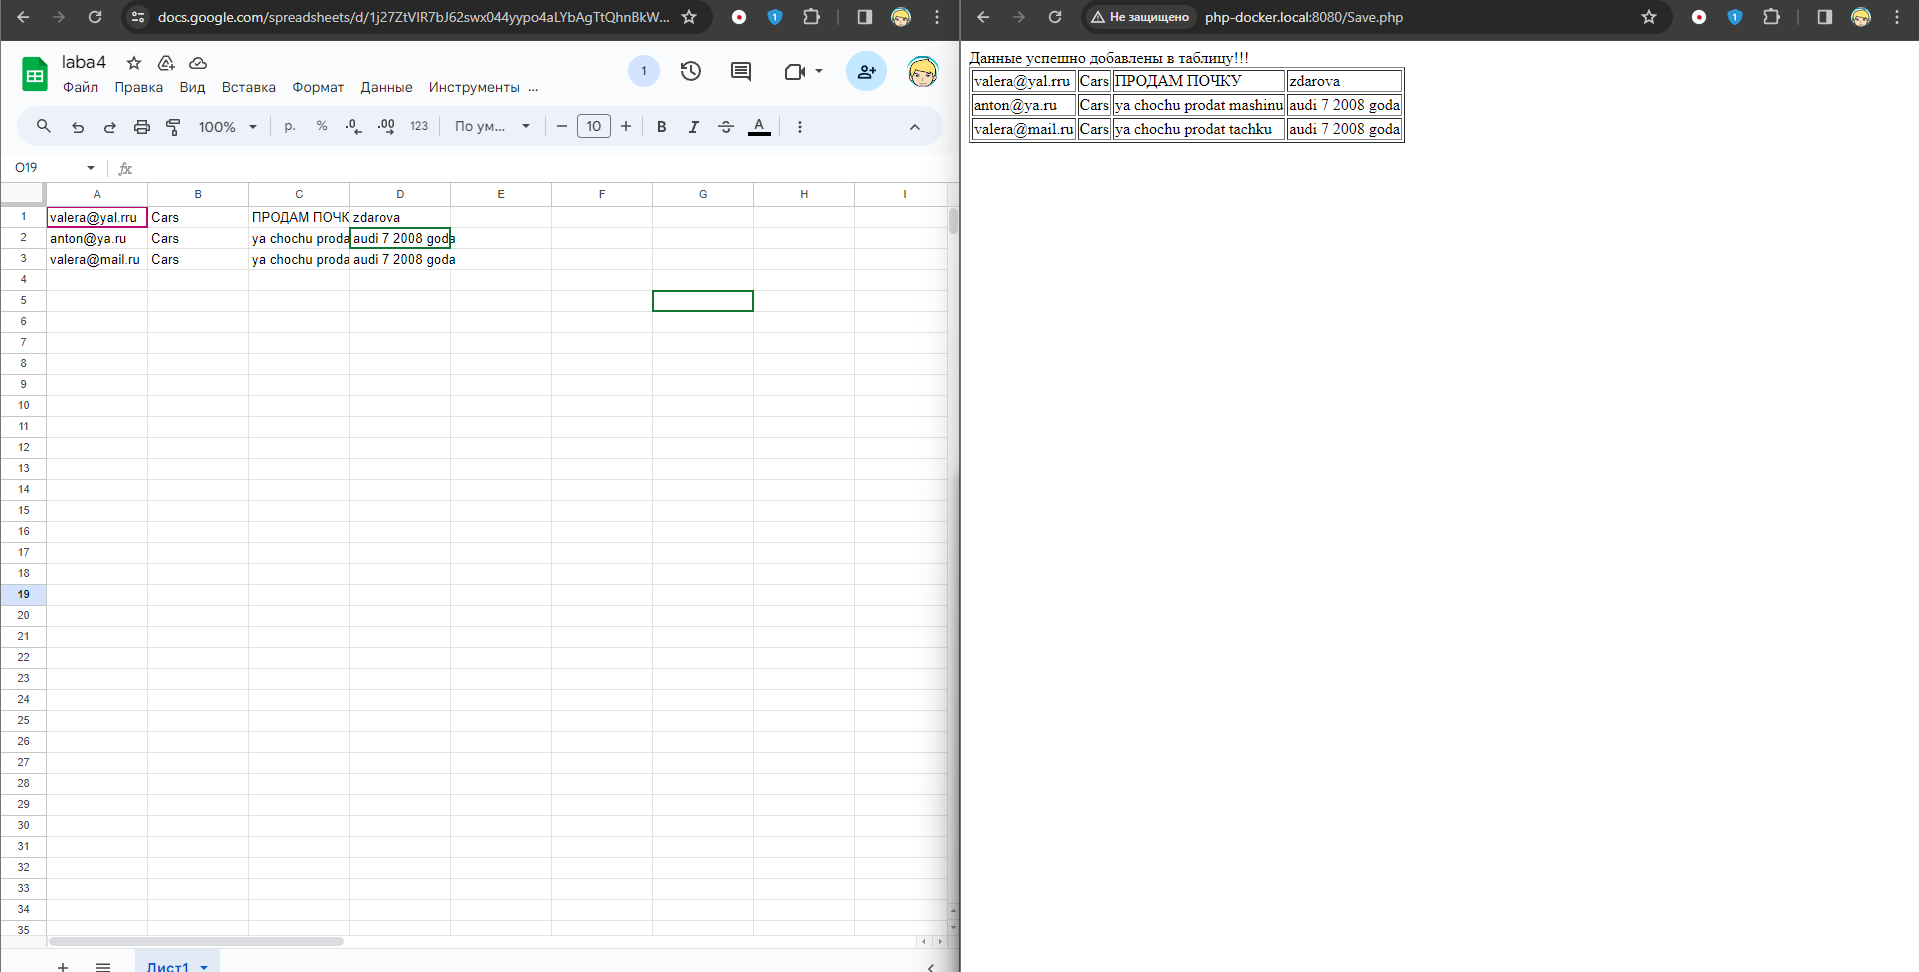 docs.google.com/spreadsheets/d/1j27ZtVIR7bJ62swx044yypo4aLYbAgTtQhnBkW...
laba4
Файл Правка Вид Вставка Формат Данные Инструменты ...
1
100% р. % .0 .00 123 По ум... 10 B I S A
O19 fx
A B C D E F G H I
1 valera@yal.rru Cars ПРОДАМ ПОЧК zdarova
2 anton@ya.ru Cars ya chochu proda audi 7 2008 goda
3 valera@mail.ru Cars ya chochu proda audi 7 2008 goda
4
5
6
7
8
9
10
11
12
13
14
15
16
17
18
19
20
21
22
23
24
25
26
27
28
29
30
31
32
33
34
35
Лист1
Не защищено php-docker.local:8080/Save.php
Данные успешно добавлены в таблицу!!!
valera@yal.rru Cars ПРОДАМ ПОЧКУ zdarova
anton@ya.ru Cars ya chochu prodat mashinu audi 7 2008 goda
valera@mail.ru Cars ya chochu prodat tachku audi 7 2008 goda